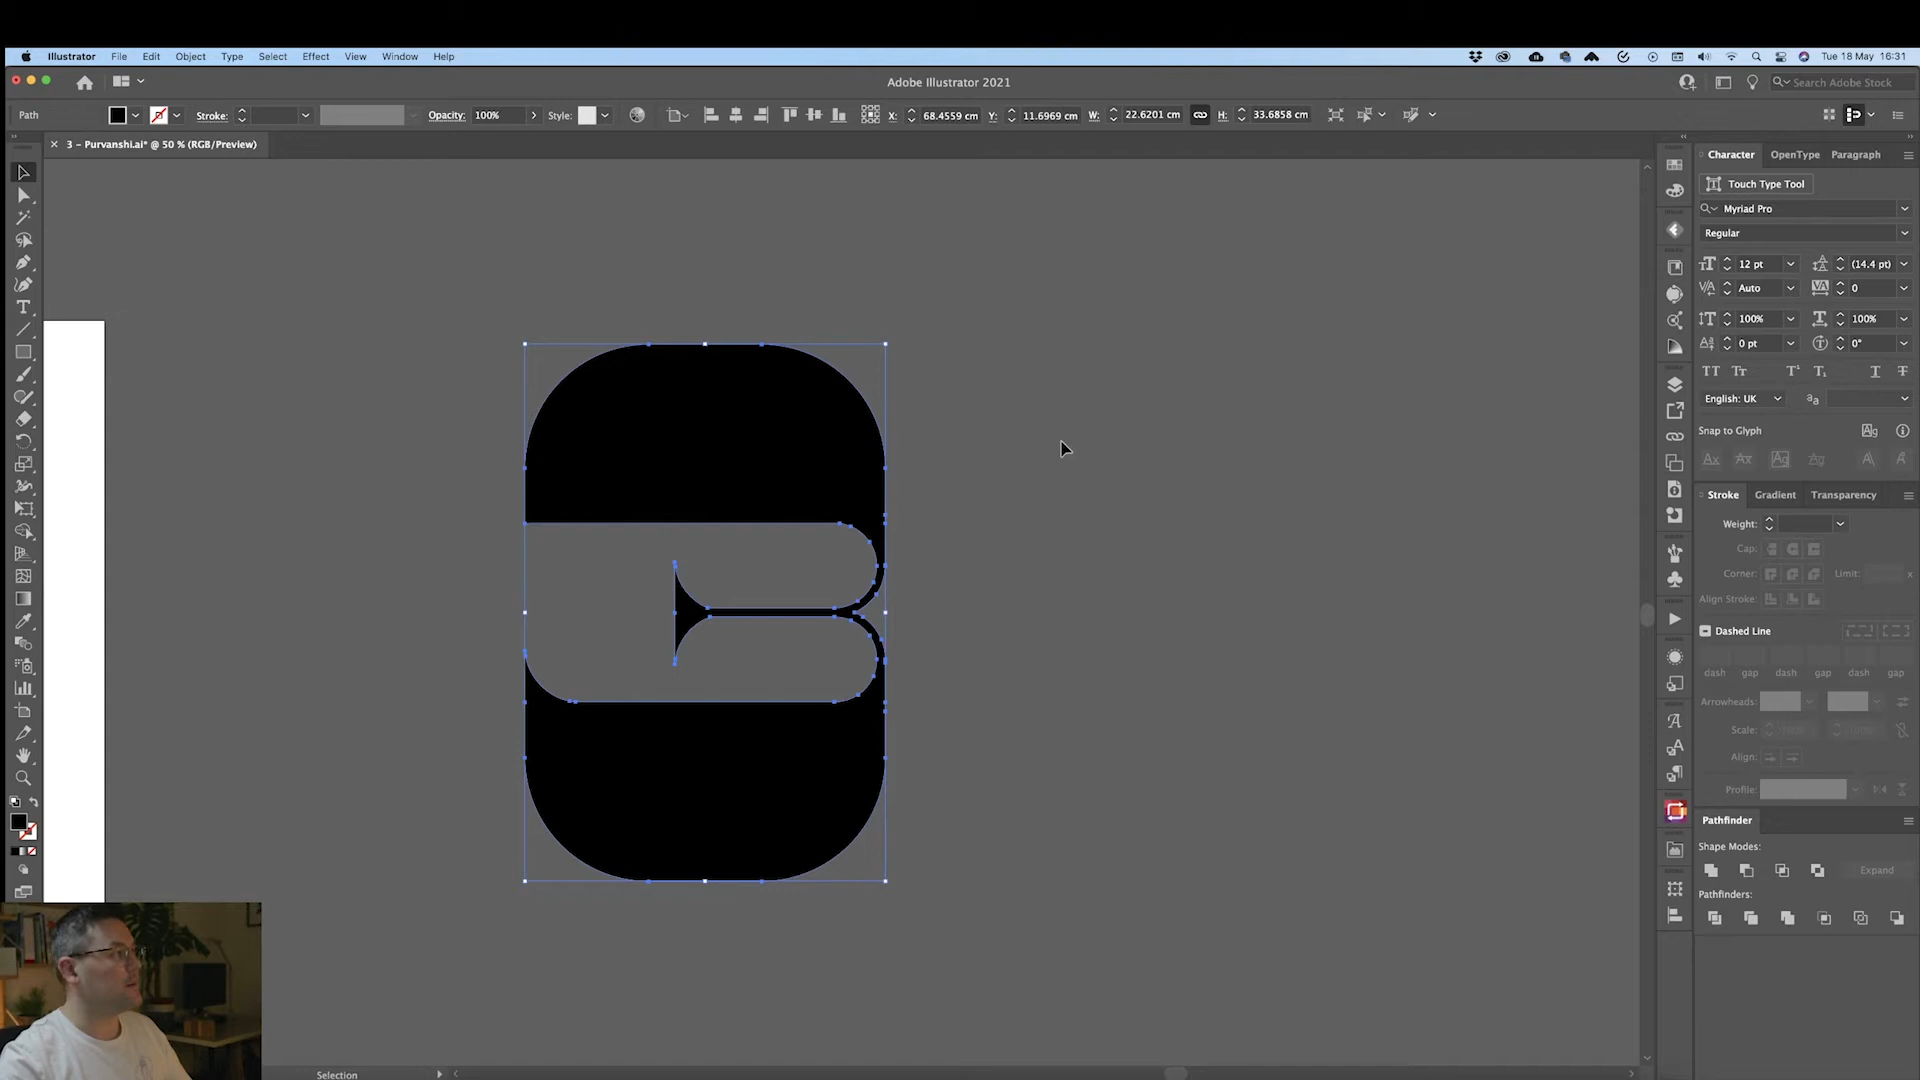 Illustrator File Edit Object Type Select Effect View Window Help
Tue 18 May 16:31
Adobe Illustrator 2021
Search Adobe Stock
Path
Stroke:
Opacity: 100%
Style:
X: 68.4559 cm Y: 11.6969 cm W: 22.6201 cm H: 33.6858 cm
× 3 – Purvanshi.ai* @ 50 % (RGB/Preview)
Character OpenType Paragraph
Touch Type Tool
Myriad Pro
Regular
12 pt (14.4 pt)
Auto 0
100% 100%
0 pt 0°
English: UK
Snap to Glyph
Stroke Gradient Transparency
Weight:
Cap:
Corner: Limit: x
Align Stroke:
Dashed Line
dash gap dash gap dash gap
Arrowheads:
Scale:
Align:
Profile:
Pathfinder
Shape Modes:
Expand
Pathfinders:
Selection